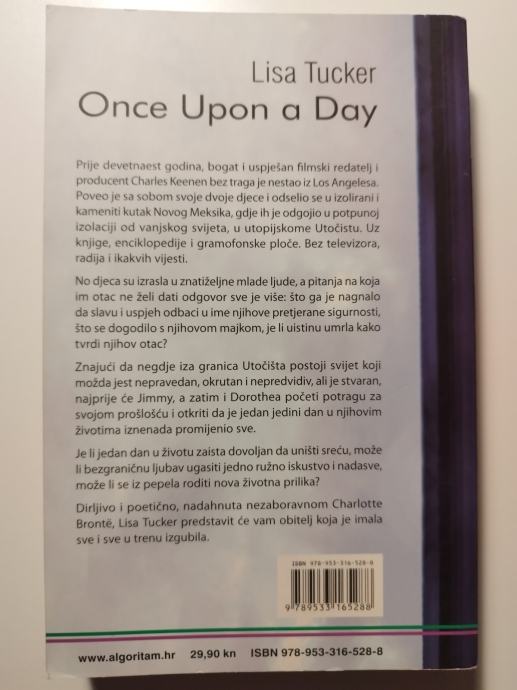 Lisa Tucker
Once Upon a Day
Prije devetnaest godina, bogat i uspješan filmski redatelj i
producent Charles Keenen bez traga je nestao iz Los Angelesa.
Poveo je sa sobom svoje dvoje djece i odselio se u izolirani i
kameniti kutak Novog Meksika, gdje ih je odgojio u potpunoj
izolaciji od vanjskog svijeta, u utopijskome Utočistu. Uz
knjige, enciklopedije i gramofonske ploče. Bez televizora,
radija i ikakvih vijesti.
No djeca su izrasla u znatiželjne mlade ljude, a pitanja na koja
im otac ne želi dati odgovor sve je više: što ga je nagnalo
da slavu i uspjeh odbaci u ime njihove pretjerane sigurnosti,
što se dogodilo s njihovom majkom, je li uistinu umrla kako
tvrdi njihov otac?
Znajući da negdje iza granica Utočišta postoji svijet koji
možda jest nepravedan, okrutan i nepredvidiv, ali je stvaran,
najprije će Jimmy, a zatim i Dorothea početi potragu za
svojom prošlošću i otkriti da je jedan jedini dan u njihovim
životima iznenada promijenio sve.
Je li jedan dan u životu zaista dovoljan da uništi sreću, može
li bezgraničnu ljubav ugasiti jedno ružno iskustvo i nadasve,
može li se iz pepela roditi nova životna prilika?
Dirljivo i poetično, nadahnuta nezaboravnom Charlotte
Brontë, Lisa Tucker predstavit će vam obitelj koja je imala
sve i sve u trenu izgubila.
ISBN 978-953-316-528-8
9 789533 165288
www.algoritam.hr 29,90 kn ISBN 978-953-316-528-8